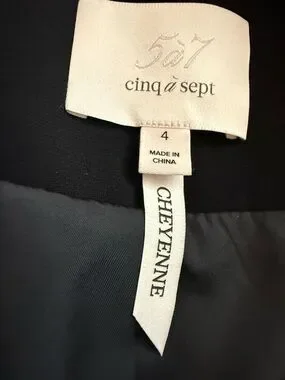 5à7
cinq à sept
4
MADE IN
CHINA
CHEYENNE